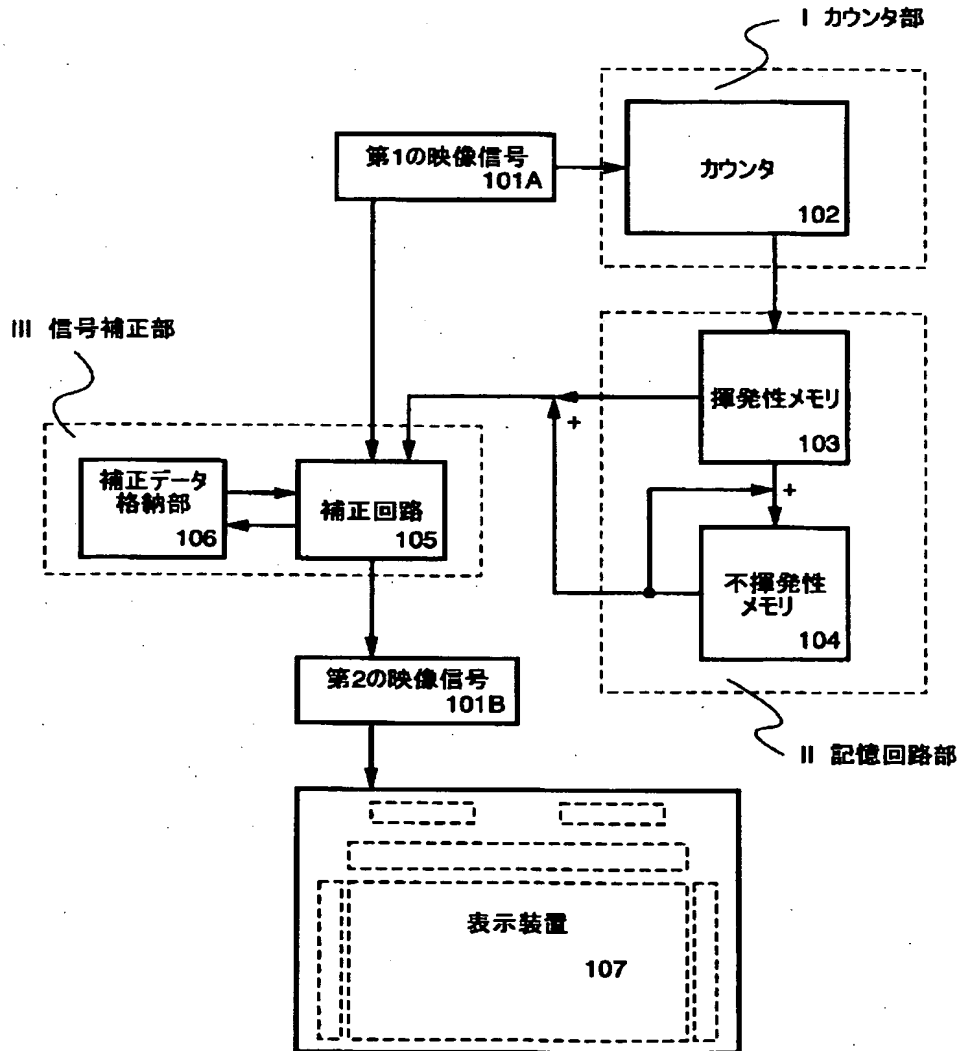 I カウンタ部
第1の映像信号
101A
カウンタ
102
III 信号補正部
揮発性メモリ
103
+
補正データ
格納部
106
補正回路
105
+
不揮発性
メモリ
104
第2の映像信号
101B
II 記憶回路部
表示装置
107